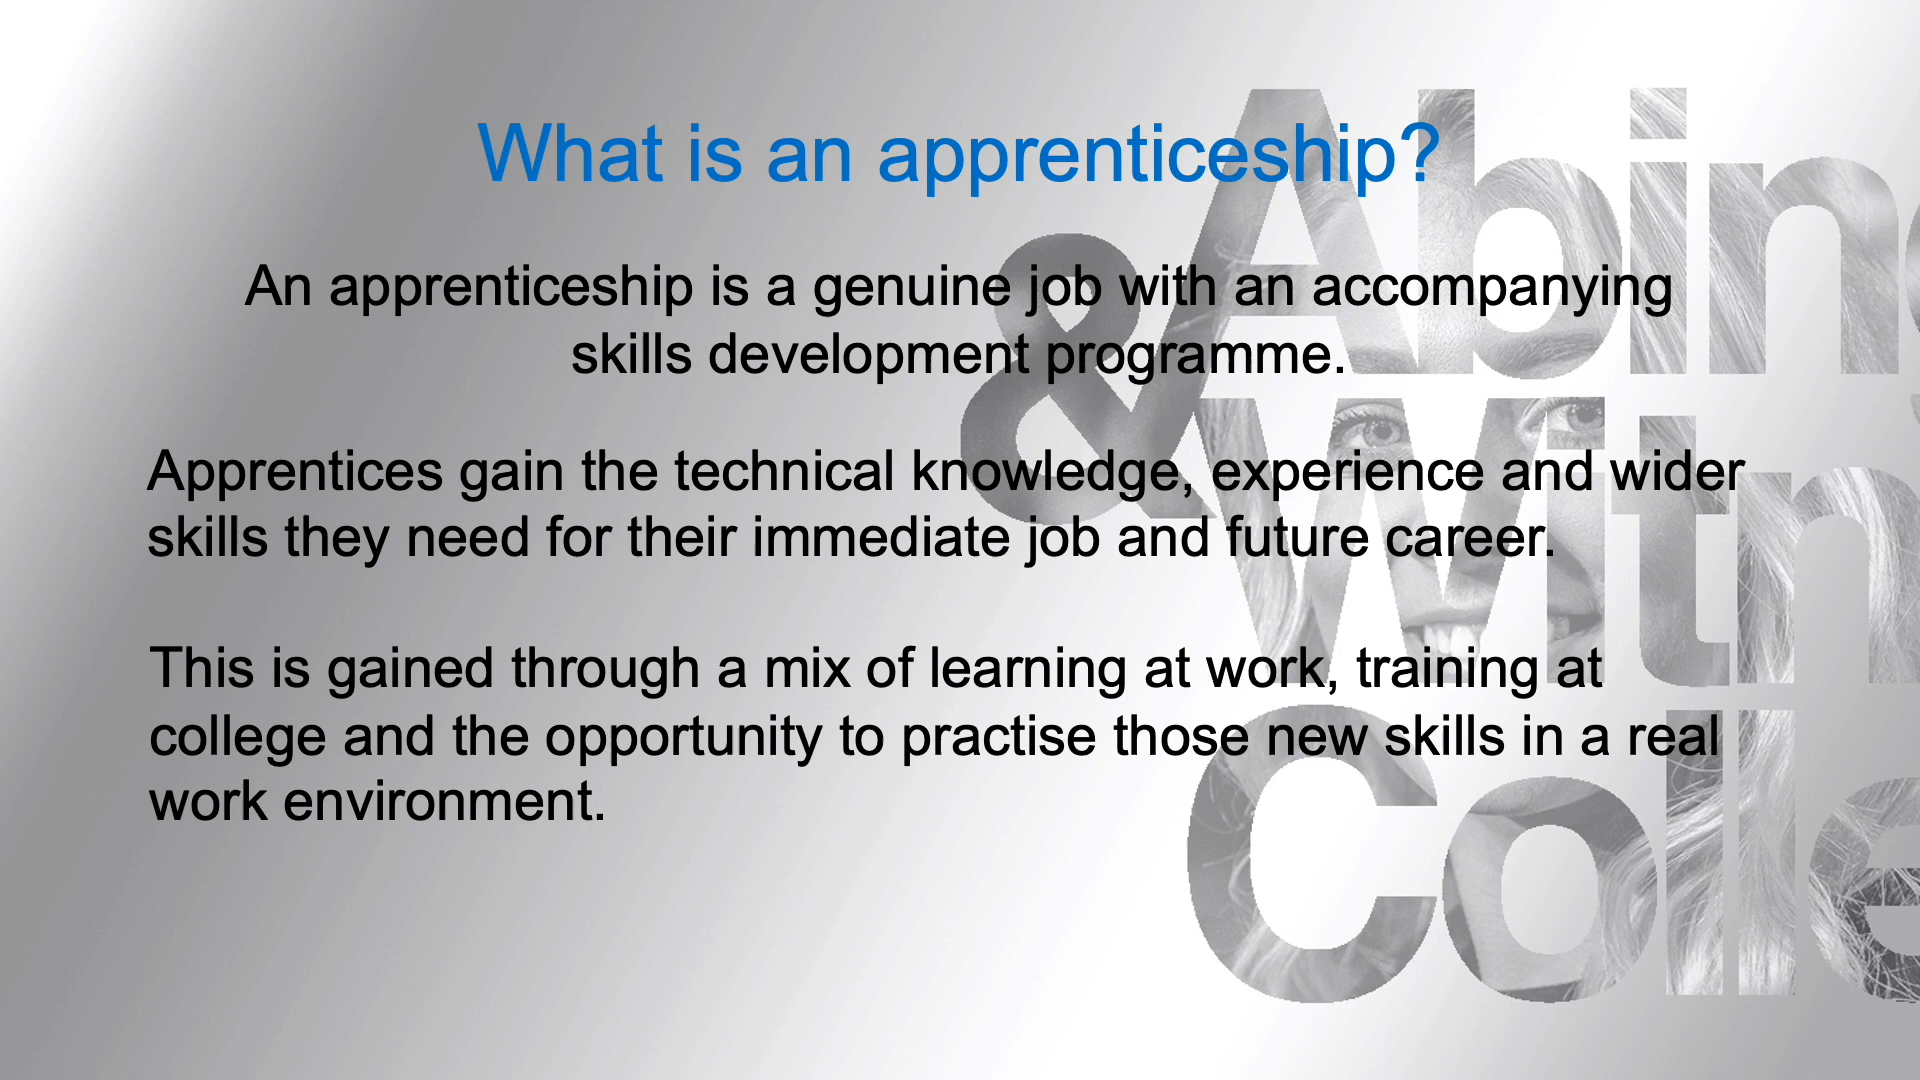 What is an apprenticeship?
An apprenticeship is a genuine job with an accompanying
skills development programme.
Apprentices gain the technical knowledge, experience and wider
skills they need for their immediate job and future career.
This is gained through a mix of learning at work, training at
college and the opportunity to practise those new skills in a real
work environment.
Abing
& Witn
Colle